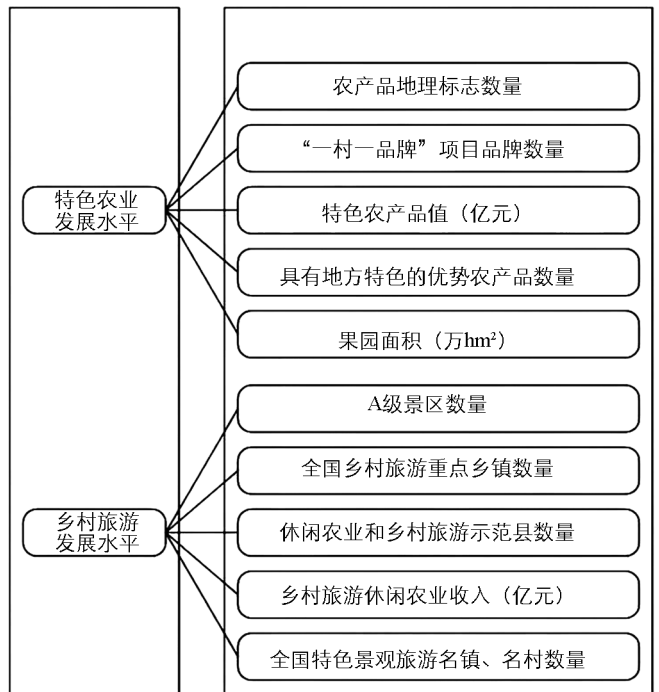 特色农业
发展水平
农产品地理标志数量
“一村一品牌”项目品牌数量
特色农产品值（亿元）
具有地方特色的优势农产品数量
果园面积（万hm²）
乡村旅游
发展水平
A级景区数量
全国乡村旅游重点乡镇数量
休闲农业和乡村旅游示范县数量
乡村旅游休闲农业收入（亿元）
全国特色景观旅游名镇、名村数量